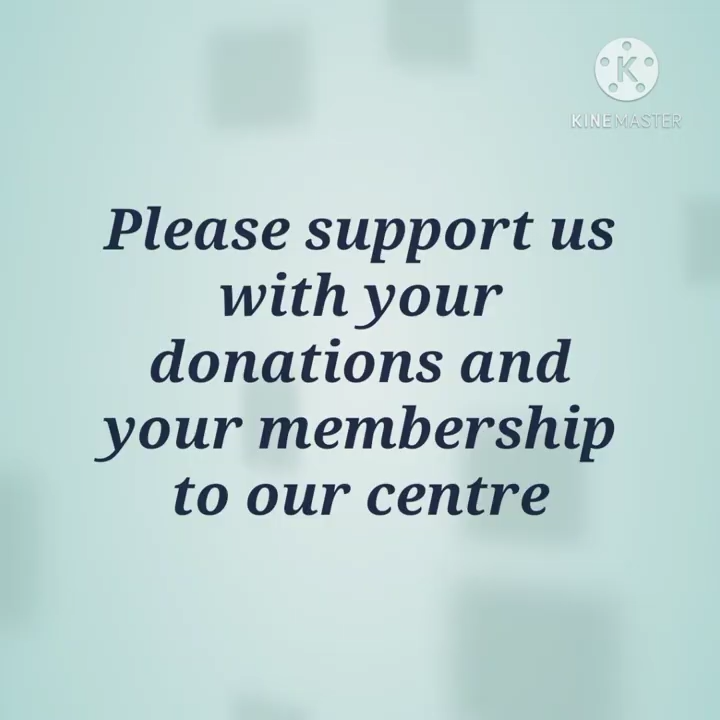 KINEMASTER
Please support us
with your
donations and
your membership
to our centre